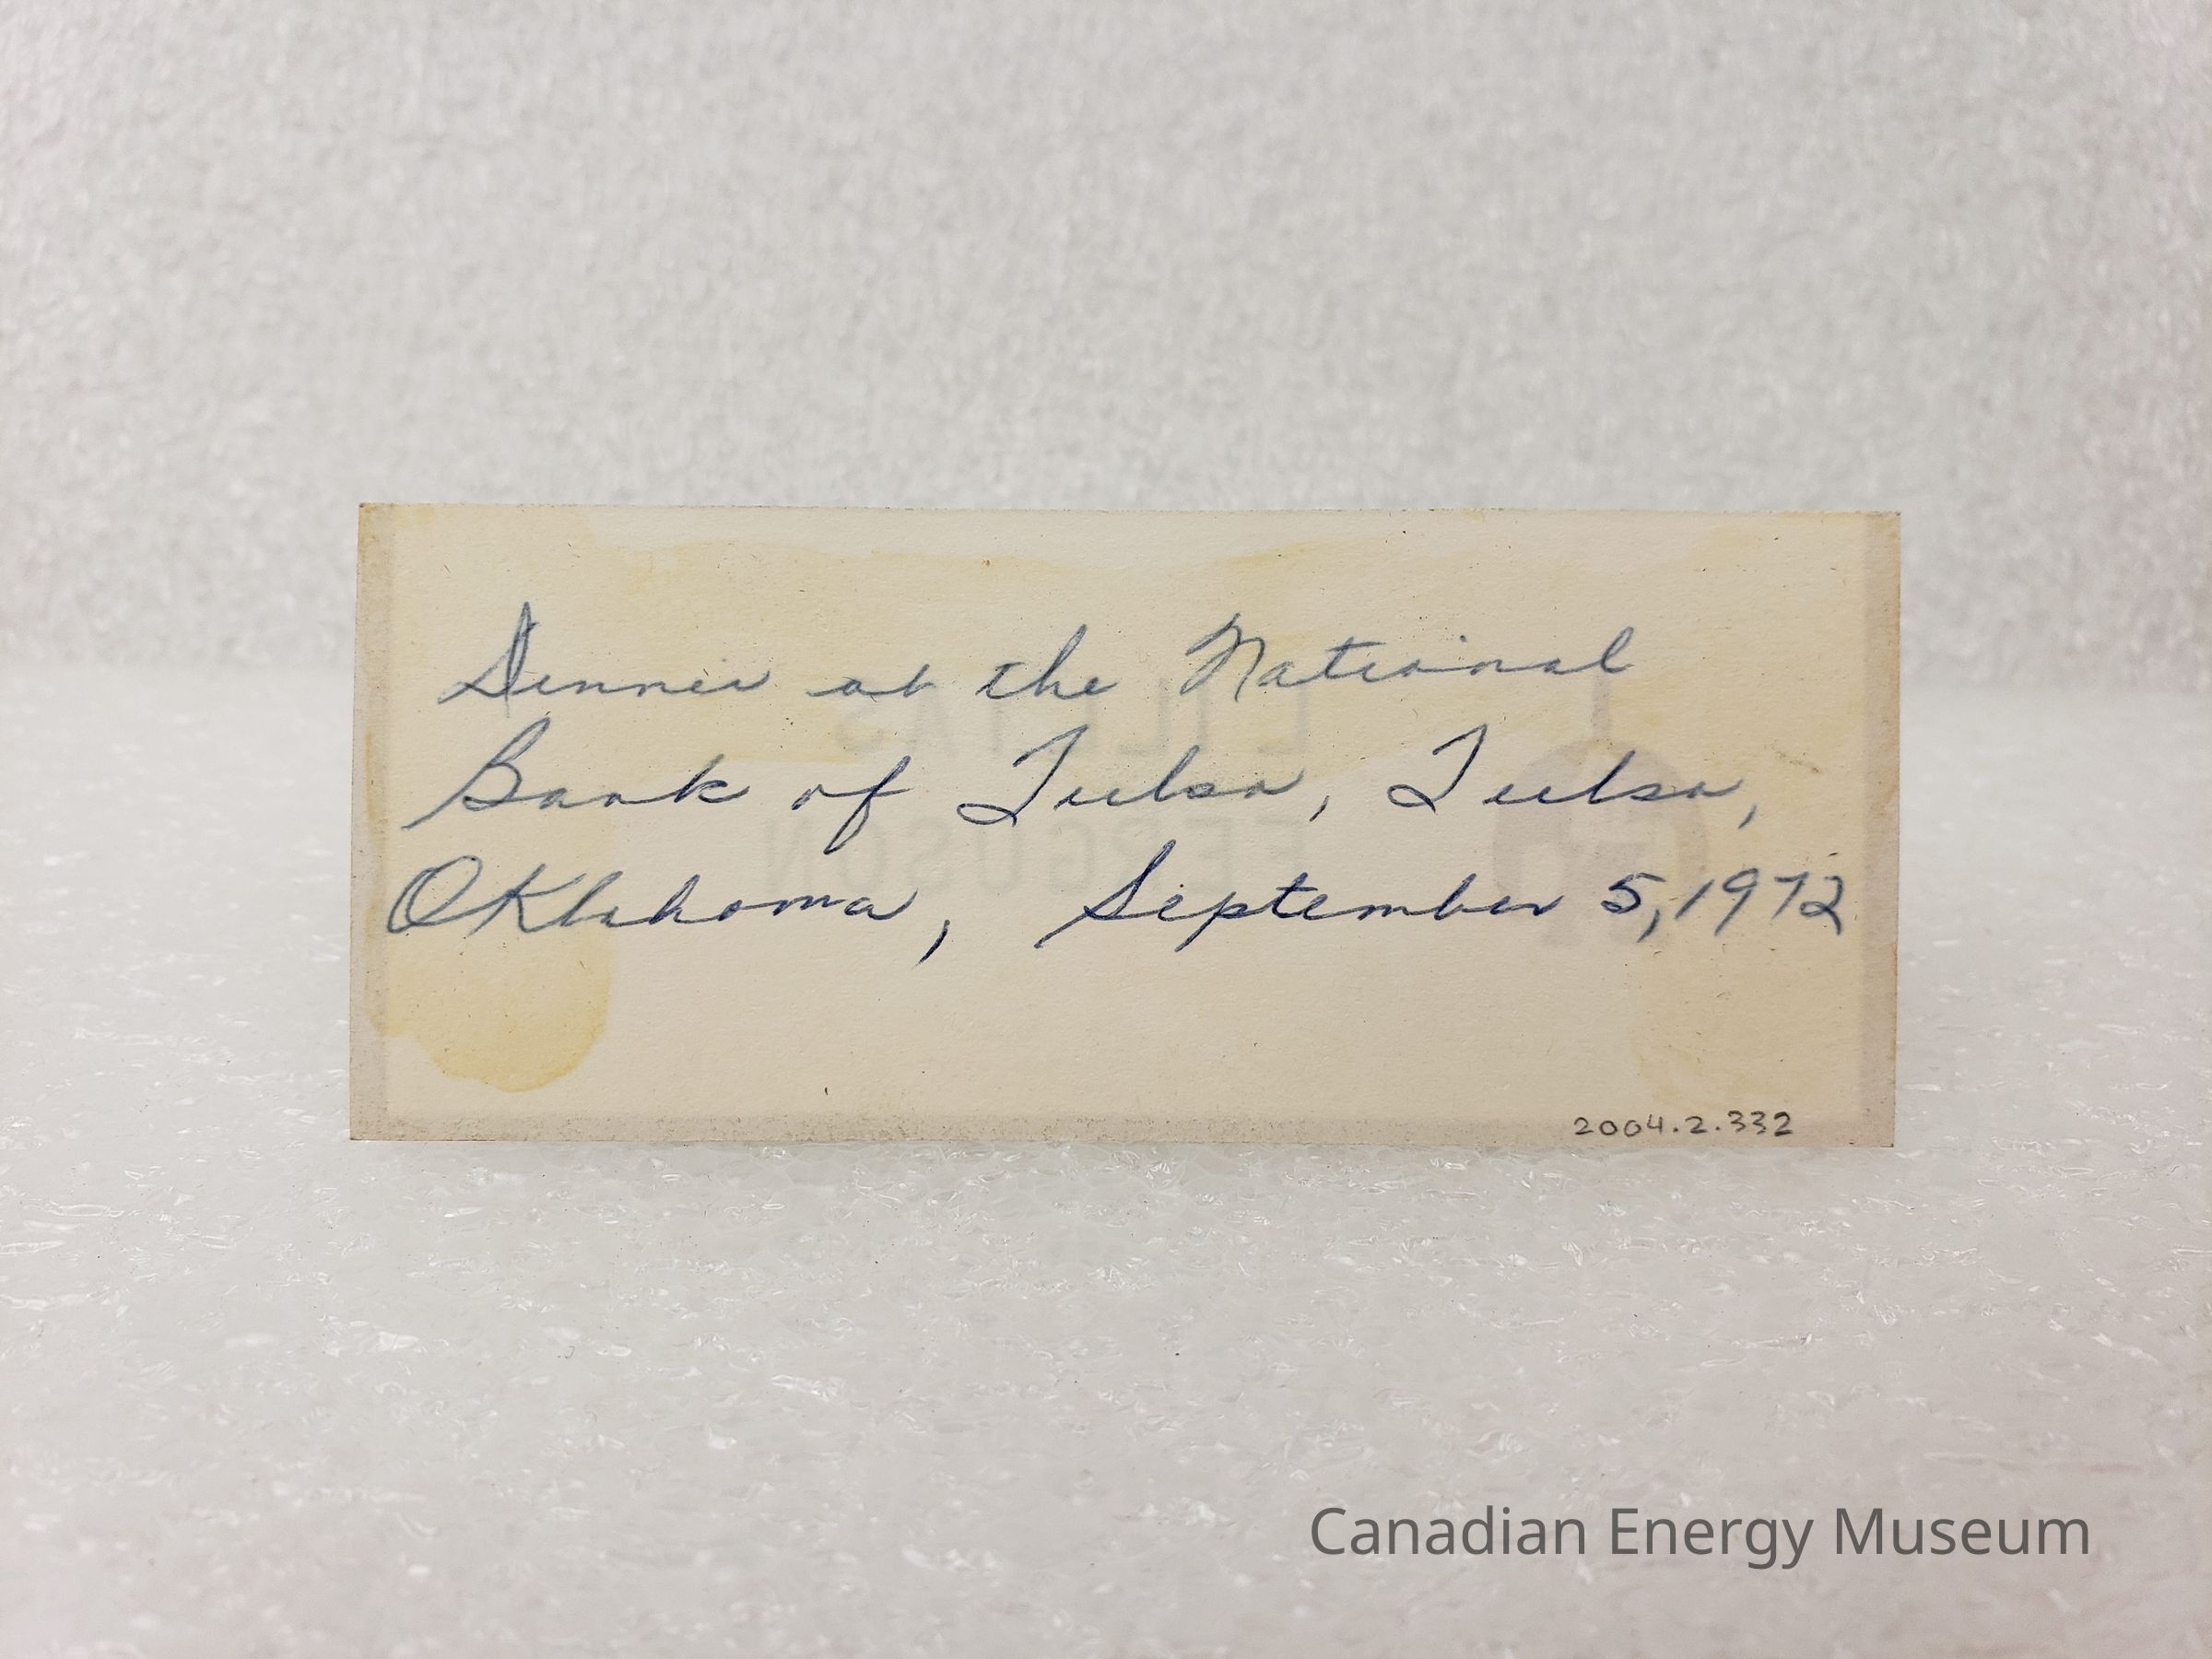 Dinner at the National
Bank of Tulsa, Tulsa,
Oklahoma, September 5, 1972
2004.2.332
Canadian Energy Museum